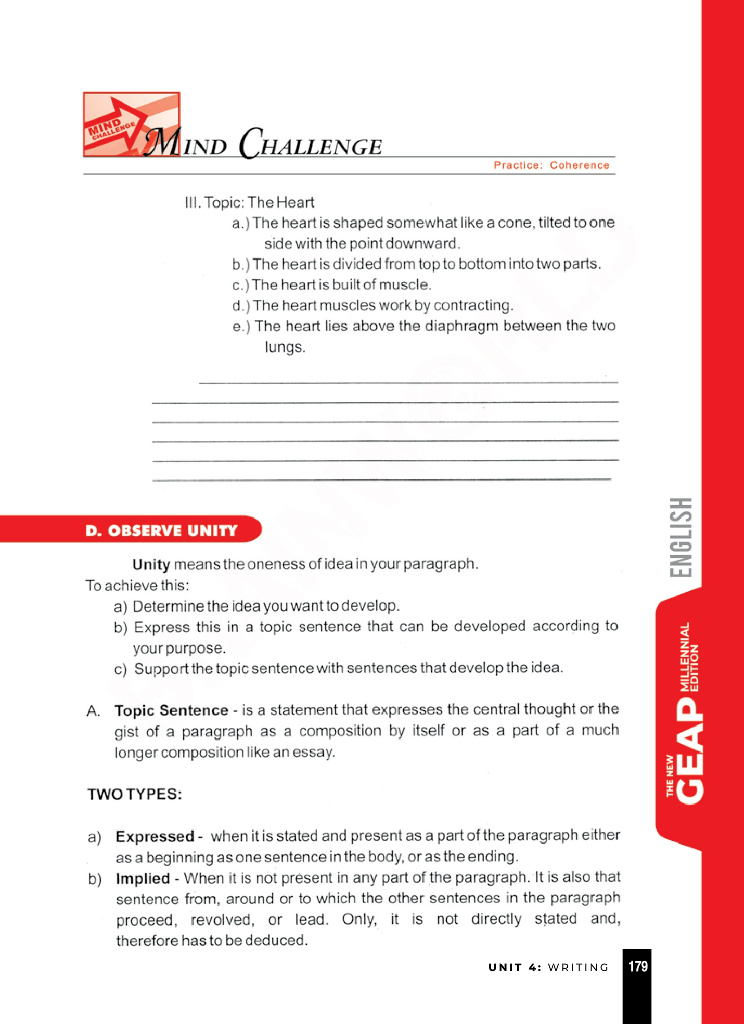 MIND CHALLENGE
MIND CHALLENGE
Practice: Coherence
III. Topic: The Heart
a.) The heart is shaped somewhat like a cone, tilted to one
side with the point downward.
b.) The heart is divided from top to bottom into two parts.
c.) The heart is built of muscle.
d.) The heart muscles work by contracting.
e.) The heart lies above the diaphragm between the two
lungs.
D. OBSERVE UNITY
Unity means the oneness of idea in your paragraph.
To achieve this:
a) Determine the idea you want to develop.
b) Express this in a topic sentence that can be developed according to
your purpose.
c) Support the topic sentence with sentences that develop the idea.
A. Topic Sentence - is a statement that expresses the central thought or the
gist of a paragraph as a composition by itself or as a part of a much
longer composition like an essay.
TWO TYPES:
a) Expressed - when it is stated and present as a part of the paragraph either
as a beginning as one sentence in the body, or as the ending.
b) Implied - When it is not present in any part of the paragraph. It is also that
sentence from, around or to which the other sentences in the paragraph
proceed, revolved, or lead. Only, it is not directly stated and,
therefore has to be deduced.
UNIT 4: WRITING 179
ENGLISH
THE NEW
GEAP
MILLENNIAL
EDITION